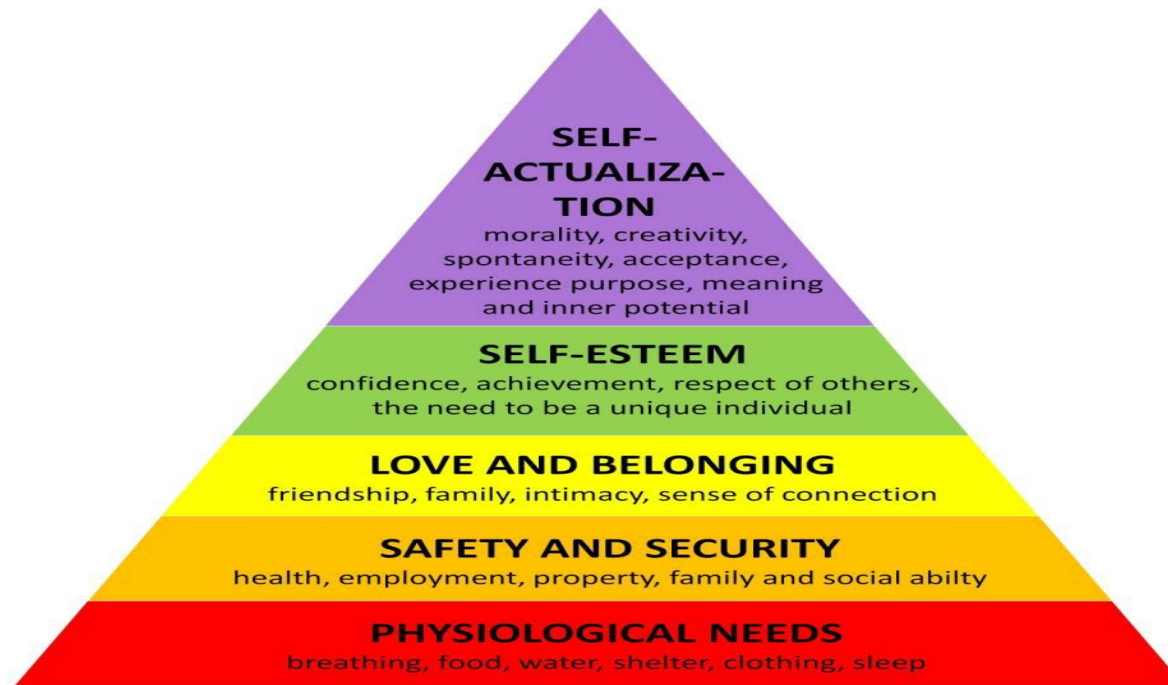 SELF-
ACTUALIZA-
TION
morality, creativity,
spontaneity, acceptance,
experience purpose, meaning
and inner potential
SELF-ESTEEM
confidence, achievement, respect of others,
the need to be a unique individual
LOVE AND BELONGING
friendship, family, intimacy, sense of connection
SAFETY AND SECURITY
health, employment, property, family and social abilty
PHYSIOLOGICAL NEEDS
breathing, food, water, shelter, clothing, sleep